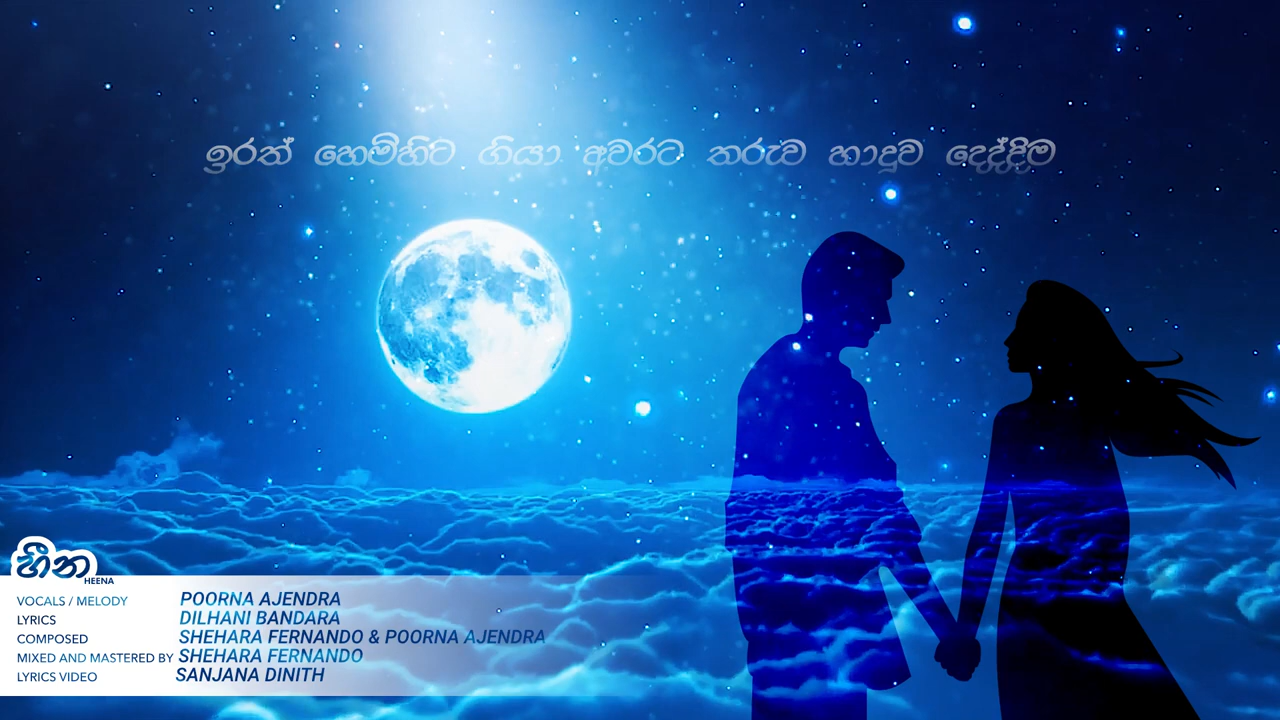 ඉරත් හෙමිහිට ගියා අවරට තරුව හාදුව දෙද්දිම
හීන
HEENA
VOCALS / MELODY POORNA AJENDRA
LYRICS DILHANI BANDARA
COMPOSED SHEHARA FERNANDO & POORNA AJENDRA
MIXED AND MASTERED BY SHEHARA FERNANDO
LYRICS VIDEO SANJANA DINITH